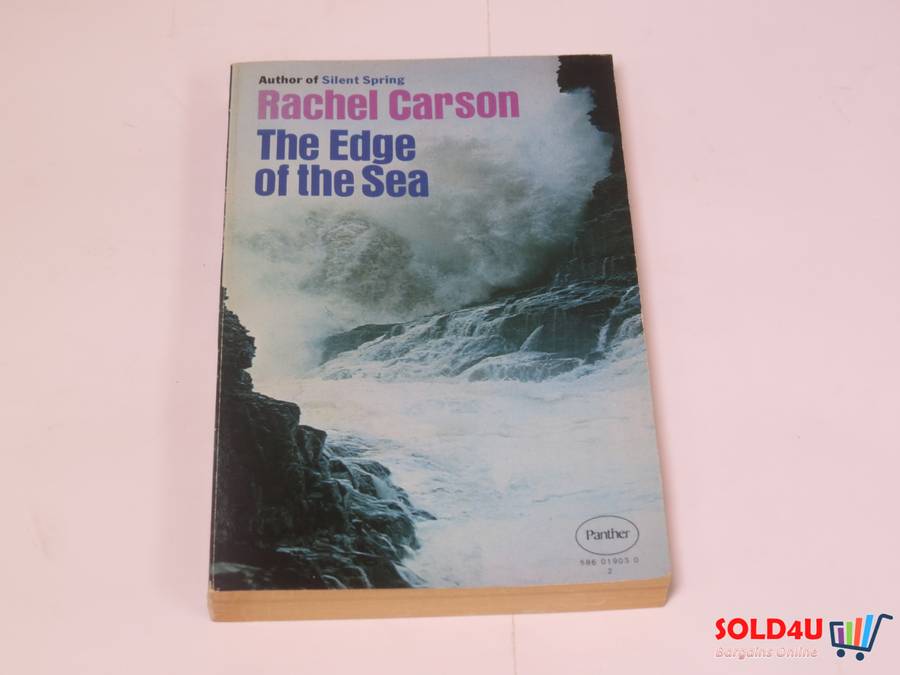 Author of Silent Spring
Rachel Carson
The Edge
of the Sea
Panther
586 01905 0
2
SOLD4U
Bargains Online